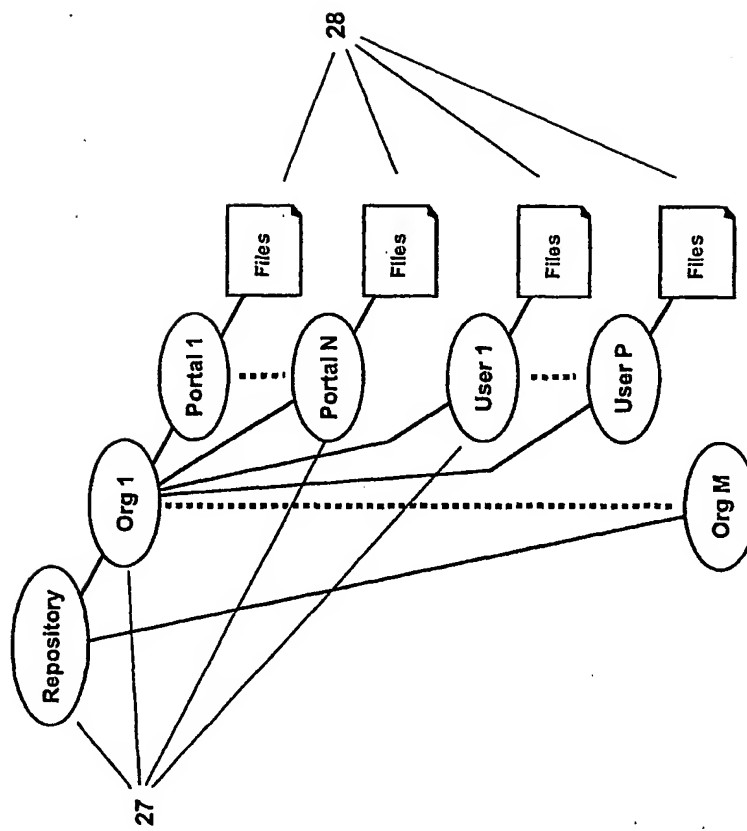 Repository
Org 1
Portal 1
Files
Portal N
Files
User 1
Files
User P
Files
Org M
27
28